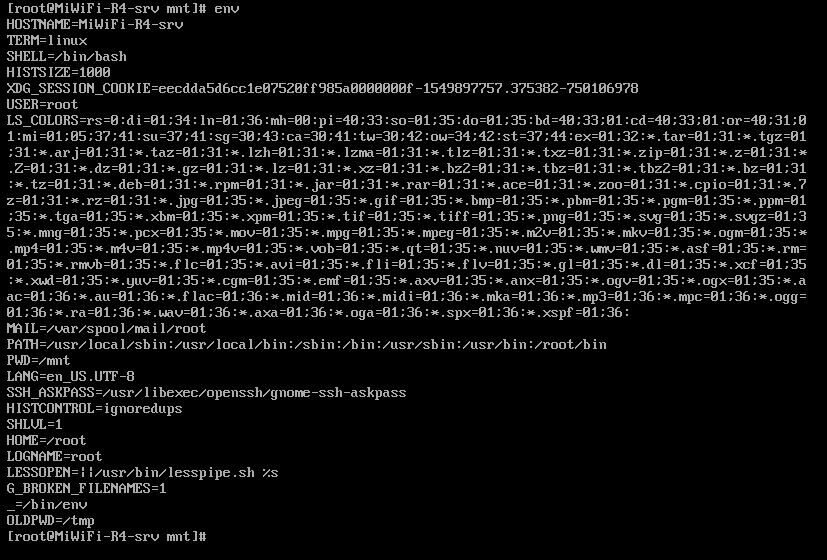 [root@MiWiFi-R4-srv mnt]# env
HOSTNAME=MiWiFi-R4-srv
TERM=linux
SHELL=/bin/bash
HISTSIZE=1000
XDG_SESSION_COOKIE=eecdda5d6cc1e07520ff985a0000000f-1549897757.375382-750106978
USER=root
LS_COLORS=rs=0:di=01;34:ln=01;36:mh=00:pi=40;33:so=01;35:do=01;35:bd=40;33;01:cd=40;33;01:or=40;31;0
1:mi=01;05;37;41:su=37;41:sg=30;43:ca=30;41:tw=30;42:ow=34;42:st=37;44:ex=01;32:*.tar=01;31:*.tgz=01
;31:*.arj=01;31:*.taz=01;31:*.lzh=01;31:*.lzma=01;31:*.tlz=01;31:*.txz=01;31:*.zip=01;31:*.z=01;31:*
.Z=01;31:*.dz=01;31:*.gz=01;31:*.lz=01;31:*.xz=01;31:*.bz2=01;31:*.tbz=01;31:*.tbz2=01;31:*.bz=01;31
:*.tz=01;31:*.deb=01;31:*.rpm=01;31:*.jar=01;31:*.rar=01;31:*.ace=01;31:*.zoo=01;31:*.cpio=01;31:*.7
z=01;31:*.rz=01;31:*.jpg=01;35:*.jpeg=01;35:*.gif=01;35:*.bmp=01;35:*.pbm=01;35:*.pgm=01;35:*.ppm=01
;35:*.tga=01;35:*.xbm=01;35:*.xpm=01;35:*.tif=01;35:*.tiff=01;35:*.png=01;35:*.svg=01;35:*.svgz=01;3
5:*.mng=01;35:*.pcx=01;35:*.mov=01;35:*.mpg=01;35:*.mpeg=01;35:*.m2v=01;35:*.mkv=01;35:*.ogm=01;35:*
.mp4=01;35:*.m4v=01;35:*.mp4v=01;35:*.vob=01;35:*.qt=01;35:*.nuv=01;35:*.wmv=01;35:*.asf=01;35:*.rm=
01;35:*.rmvb=01;35:*.flc=01;35:*.avi=01;35:*.fli=01;35:*.flv=01;35:*.gl=01;35:*.dl=01;35:*.xcf=01;35
:*.xwd=01;35:*.yuv=01;35:*.cgm=01;35:*.emf=01;35:*.axv=01;35:*.anx=01;35:*.ogv=01;35:*.ogx=01;35:*.a
ac=01;36:*.au=01;36:*.flac=01;36:*.mid=01;36:*.midi=01;36:*.mka=01;36:*.mp3=01;36:*.mpc=01;36:*.ogg=
01;36:*.ra=01;36:*.wav=01;36:*.axa=01;36:*.oga=01;36:*.spx=01;36:*.xspf=01;36:
MAIL=/var/spool/mail/root
PATH=/usr/local/sbin:/usr/local/bin:/sbin:/bin:/usr/sbin:/usr/bin:/root/bin
PWD=/mnt
LANG=en_US.UTF-8
SSH_ASKPASS=/usr/libexec/openssh/gnome-ssh-askpass
HISTCONTROL=ignoredups
SHLVL=1
HOME=/root
LOGNAME=root
LESSOPEN=||/usr/bin/lesspipe.sh %s
G_BROKEN_FILENAMES=1
_=/bin/env
OLDPWD=/tmp
[root@MiWiFi-R4-srv mnt]#